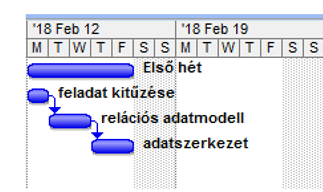 '18 Feb 12 '18 Feb 19
M T W T F S S M T W T F S S
Első hét
feladat kitűzése
relációs adatmodell
adatszerkezet